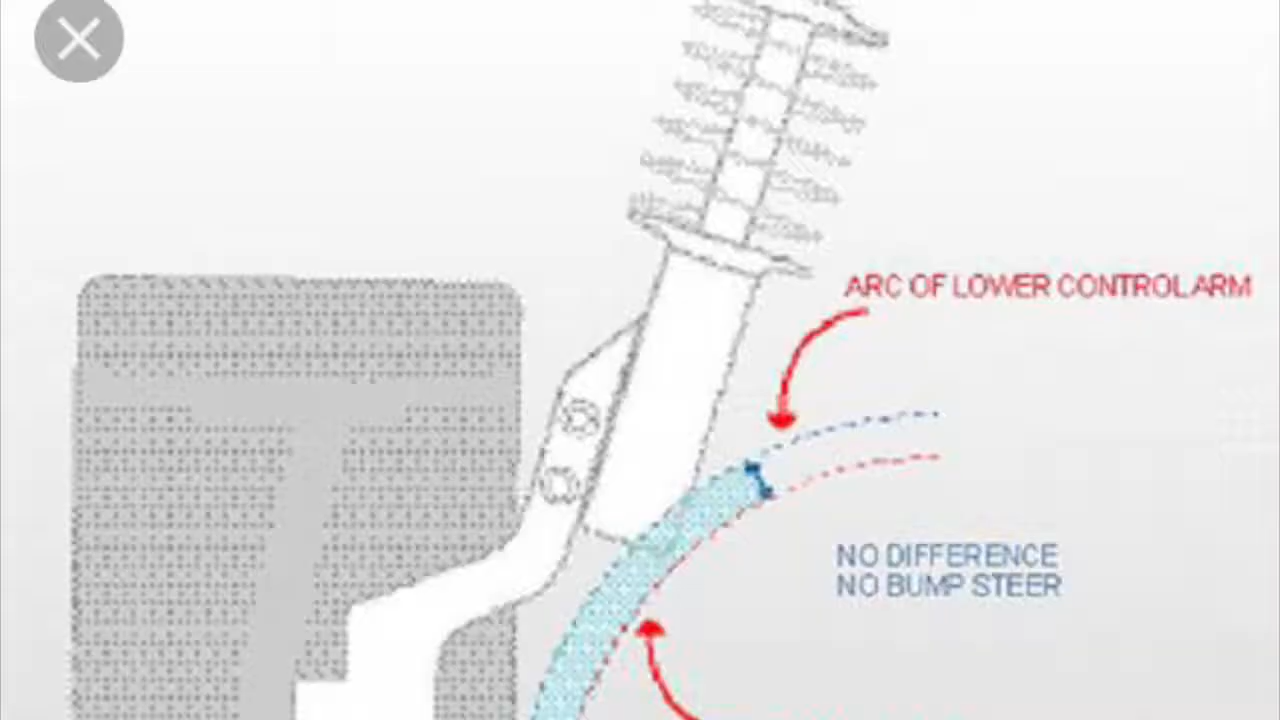 ARC OF LOWER CONTROLARM
NO DIFFERENCE
NO BUMP STEER